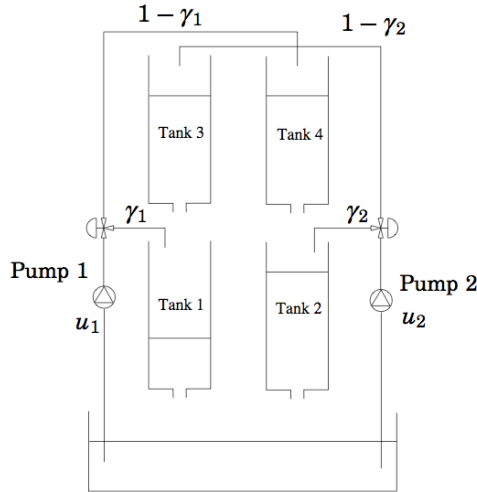 1 − γ₁
1 − γ₂
Tank 3
Tank 4
γ₁
γ₂
Pump 1
Tank 1
Tank 2
Pump 2
u₁
u₂